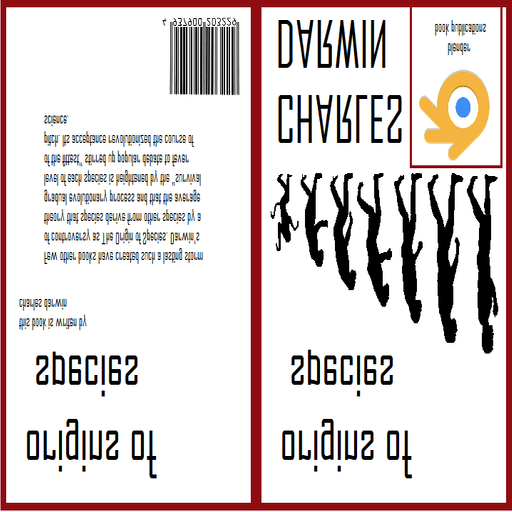 origins of
species
this book is writen by
charles darwin
few other books have created such a lasting storm
of controversy as The Origin of Species. Darwin's
theory that species derive from other species by a
gradual evolutionary process and that the average
level of each species is heightened by the "survival
of the fittest" stirred up popular debate to fever
pitch. Its acceptance revolutionized the course of
science.
origins of
species
CHARLES
DARWIN
blender
book publications